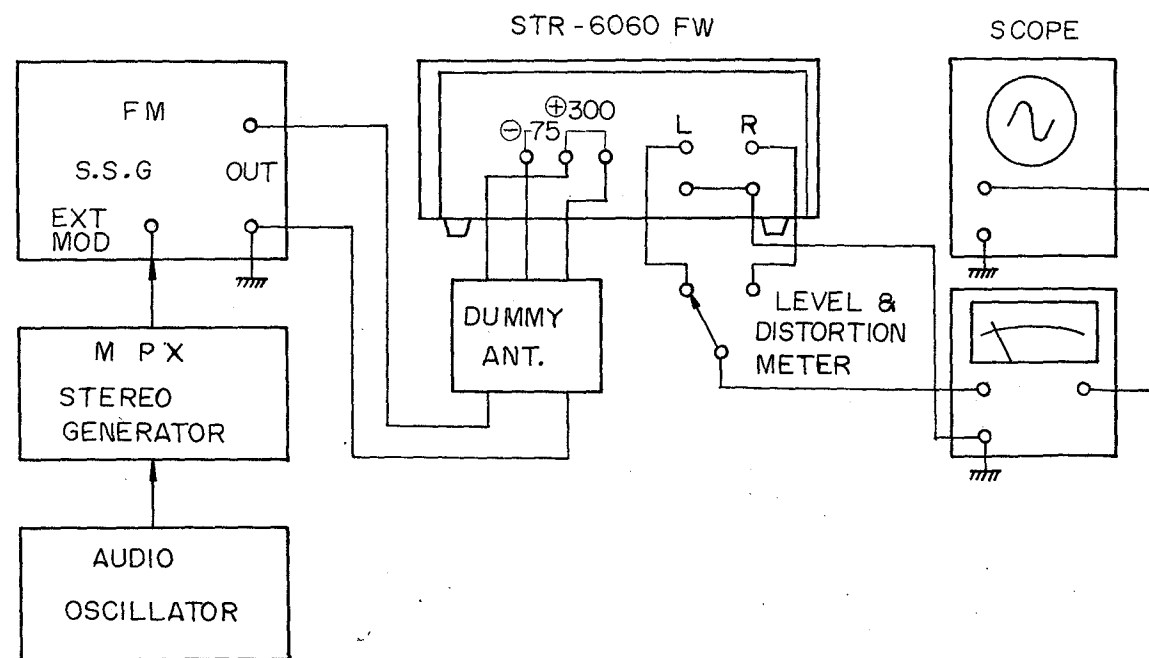 STR-6060 FW
SCOPE
FM
S.S.G
OUT
EXT
MOD
⊖ 75
⊕ 300
L
R
DUMMY
ANT.
LEVEL &
DISTORTION
METER
MPX
STEREO
GENERATOR
AUDIO
OSCILLATOR